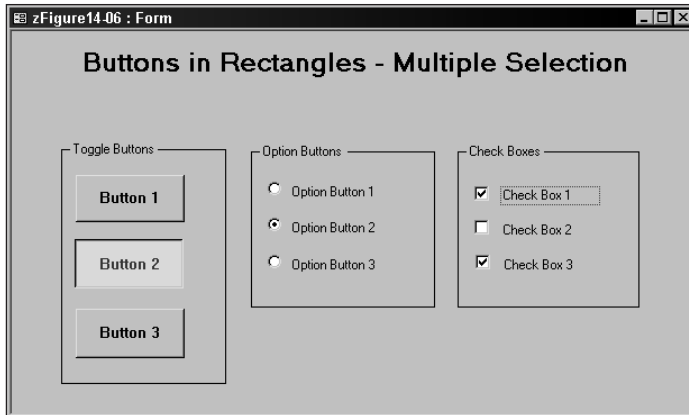 zFigure14-06 : Form
Buttons in Rectangles - Multiple Selection
Toggle Buttons
Button 1
Button 2
Button 3
Option Buttons
Option Button 1
Option Button 2
Option Button 3
Check Boxes
Check Box 1
Check Box 2
Check Box 3